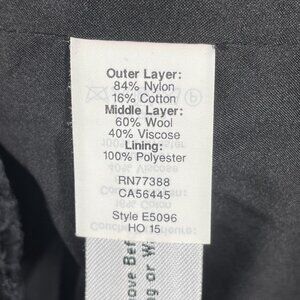 Outer Layer:
84% Nylon
16% Cotton
Middle Layer:
60% Wool
40% Viscose
Lining:
100% Polyester
RN77388
CA56445
Style E5096
HO 15